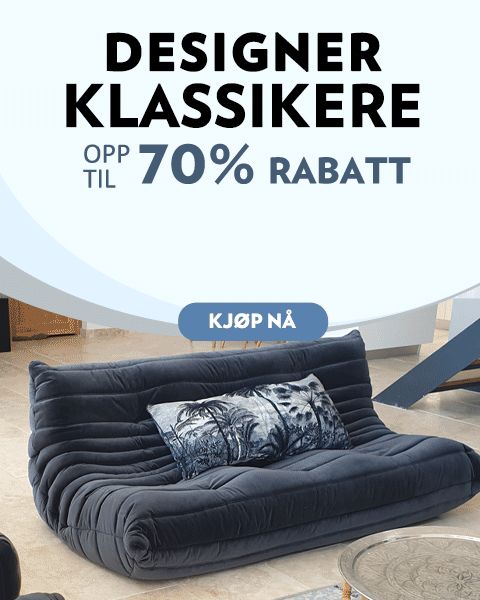 DESIGNER
KLASSIKERE
OPP TIL 70% RABATT
KJØP NÅ